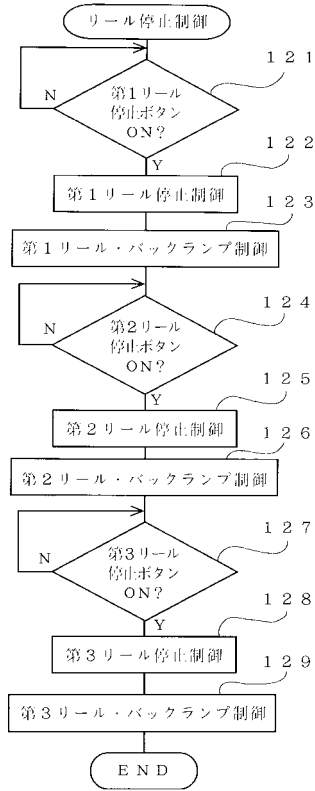 リール停止制御
121
第1リール
停止ボタン
ON?
N
Y
122
第1リール停止制御
123
第1リール・バックランプ制御
124
第2リール
停止ボタン
ON?
N
Y
125
第2リール停止制御
126
第2リール・バックランプ制御
127
第3リール
停止ボタン
ON?
N
Y
128
第3リール停止制御
129
第3リール・バックランプ制御
END